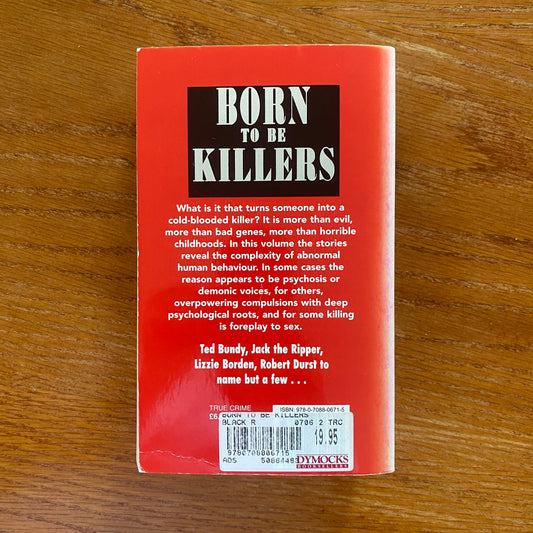 BORN
TO BE
KILLERS
What is it that turns someone into a
cold-blooded killer? It is more than evil,
more than bad genes, more than horrible
childhoods. In this volume the stories
reveal the complexity of abnormal
human behaviour. In some cases the
reason appears to be psychosis or
demonic voices, for others,
overpowering compulsions with deep
psychological roots, and for some killing
is foreplay to sex.
Ted Bundy, Jack the Ripper,
Lizzie Borden, Robert Durst to
name but a few . . .
TRUE CRIME
ISBN: 978-0-7088-0671-5
BORN TO BE KILLERS
BLACK R 0706 2 TRC
19.95
9780708806715
ADS
DYMOCKS
BOOKSELLERS